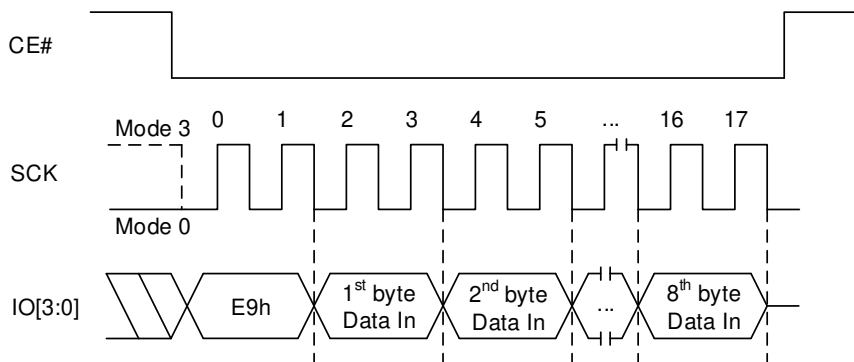 CE#
Mode 3
0 1 2 3 4 5 ... 16 17
SCK
Mode 0
IO[3:0]
E9h
1st byte
Data In
2nd byte
Data In
...
8th byte
Data In